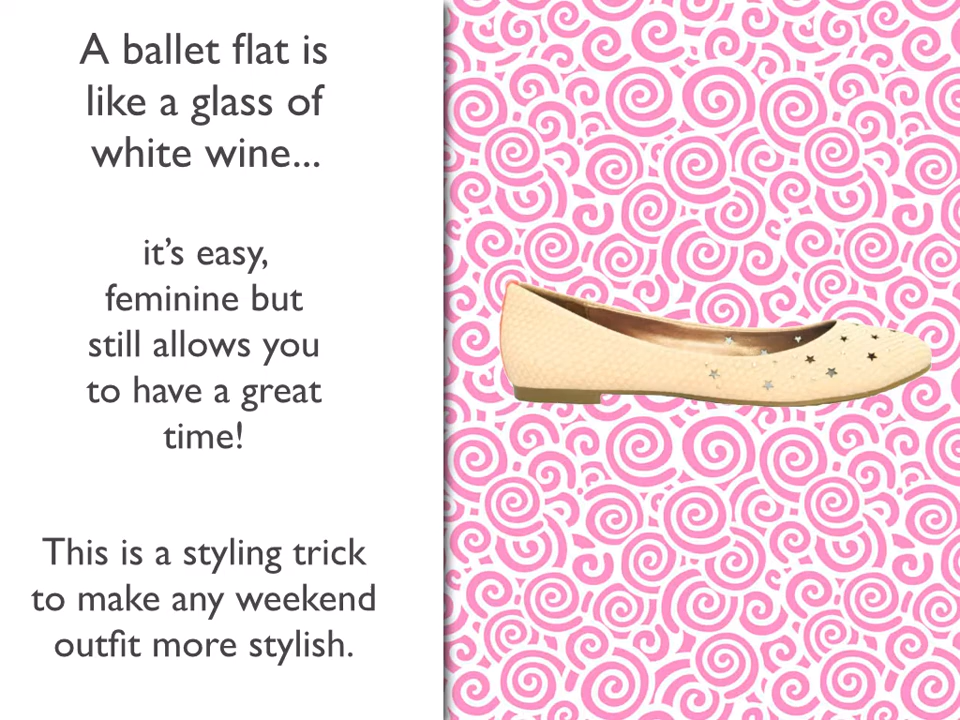 A ballet flat is
like a glass of
white wine...
it’s easy,
feminine but
still allows you
to have a great
time!
This is a styling trick
to make any weekend
outfit more stylish.